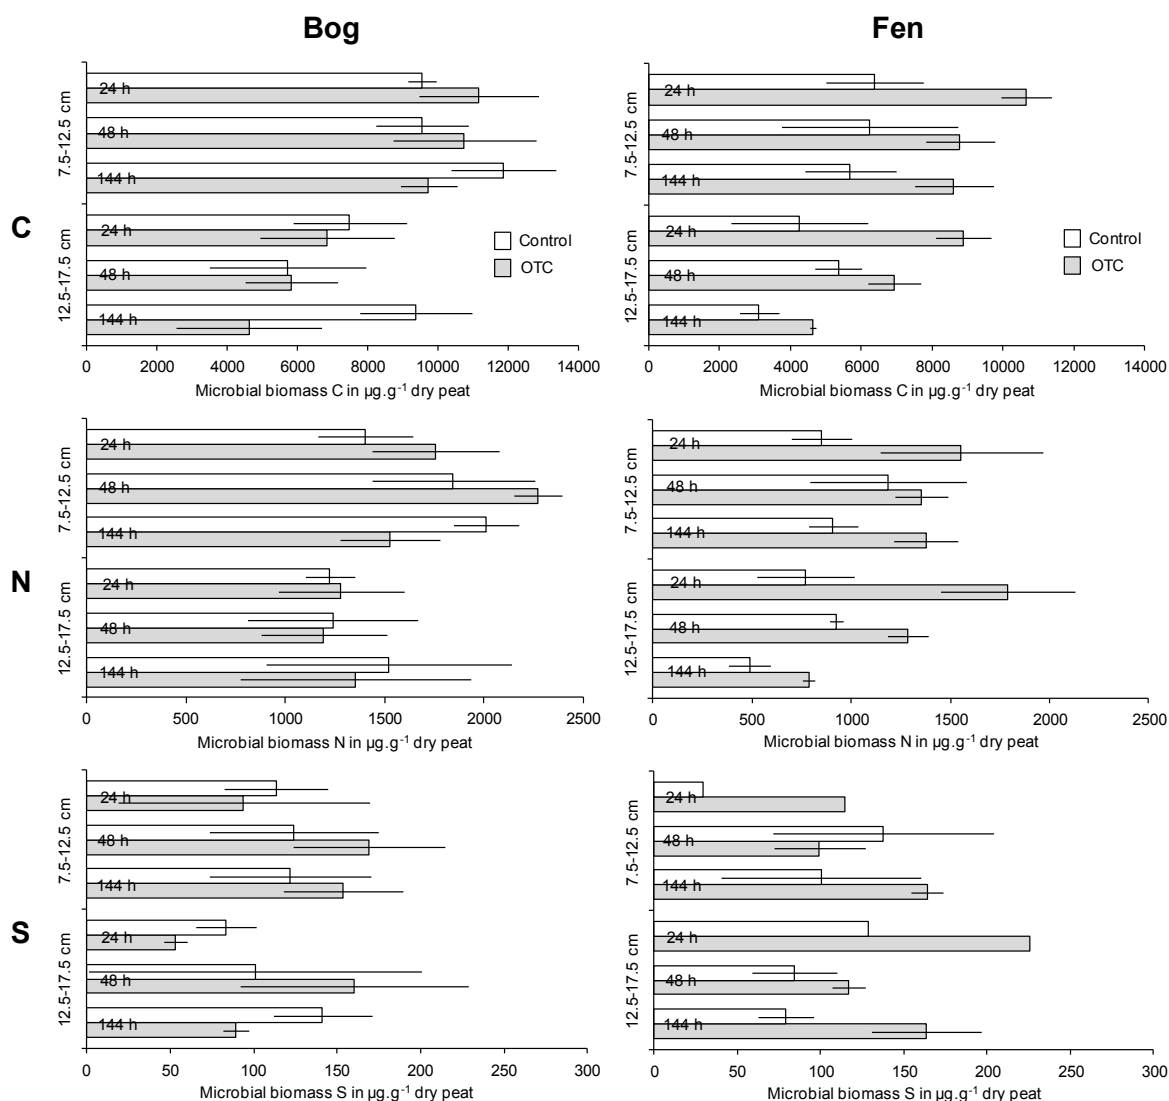 Bog
Fen
C
7.5-12.5 cm
24 h
48 h
144 h
12.5-17.5 cm
24 h
48 h
144 h
Control
OTC
0 2000 4000 6000 8000 10000 12000 14000
Microbial biomass C in µg.g⁻¹ dry peat
7.5-12.5 cm
24 h
48 h
144 h
12.5-17.5 cm
24 h
48 h
144 h
Control
OTC
0 2000 4000 6000 8000 10000 12000 14000
Microbial biomass C in µg.g⁻¹ dry peat
N
7.5-12.5 cm
24 h
48 h
144 h
12.5-17.5 cm
24 h
48 h
144 h
0 500 1000 1500 2000 2500
Microbial biomass N in µg.g⁻¹ dry peat
7.5-12.5 cm
24 h
48 h
144 h
12.5-17.5 cm
24 h
48 h
144 h
0 500 1000 1500 2000 2500
Microbial biomass N in µg.g⁻¹ dry peat
S
7.5-12.5 cm
24 h
48 h
144 h
12.5-17.5 cm
24 h
48 h
144 h
0 50 100 150 200 250 300
Microbial biomass S in µg.g⁻¹ dry peat
7.5-12.5 cm
24 h
48 h
144 h
12.5-17.5 cm
24 h
48 h
144 h
0 50 100 150 200 250 300
Microbial biomass S in µg.g⁻¹ dry peat